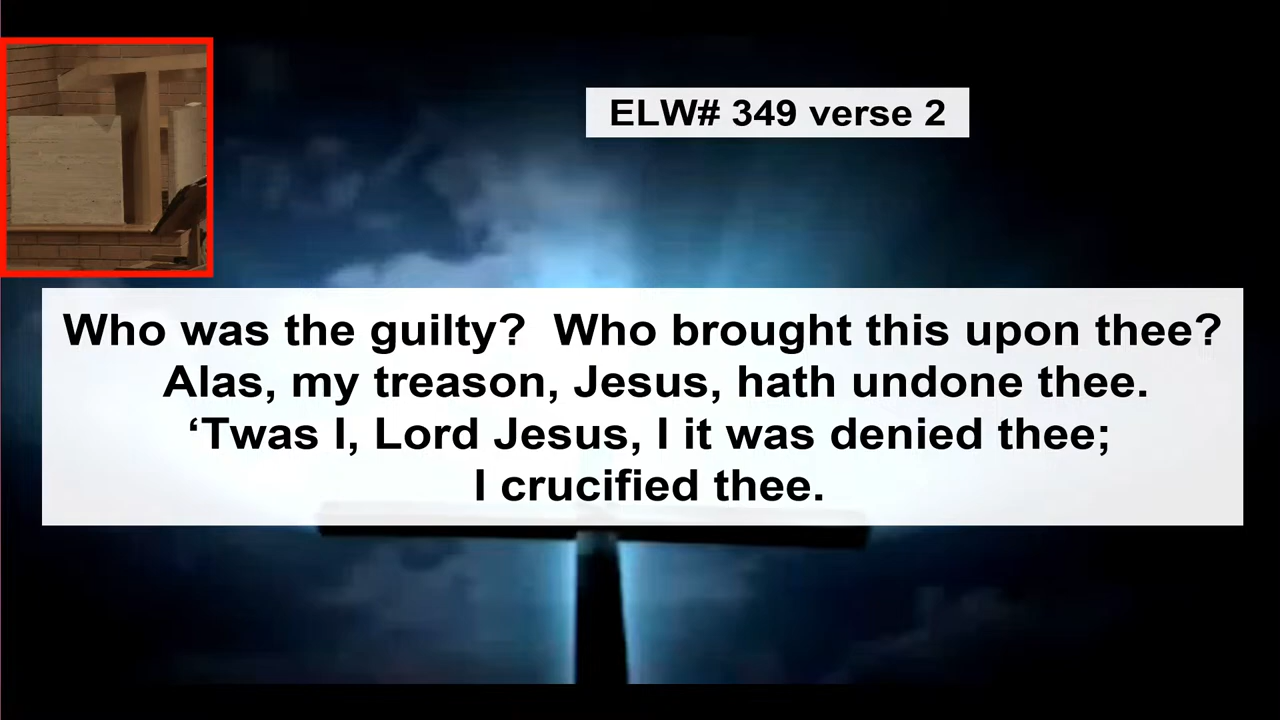 ELW# 349 verse 2
Who was the guilty?  Who brought this upon thee?
Alas, my treason, Jesus, hath undone thee.
‘Twas I, Lord Jesus, I it was denied thee;
I crucified thee.